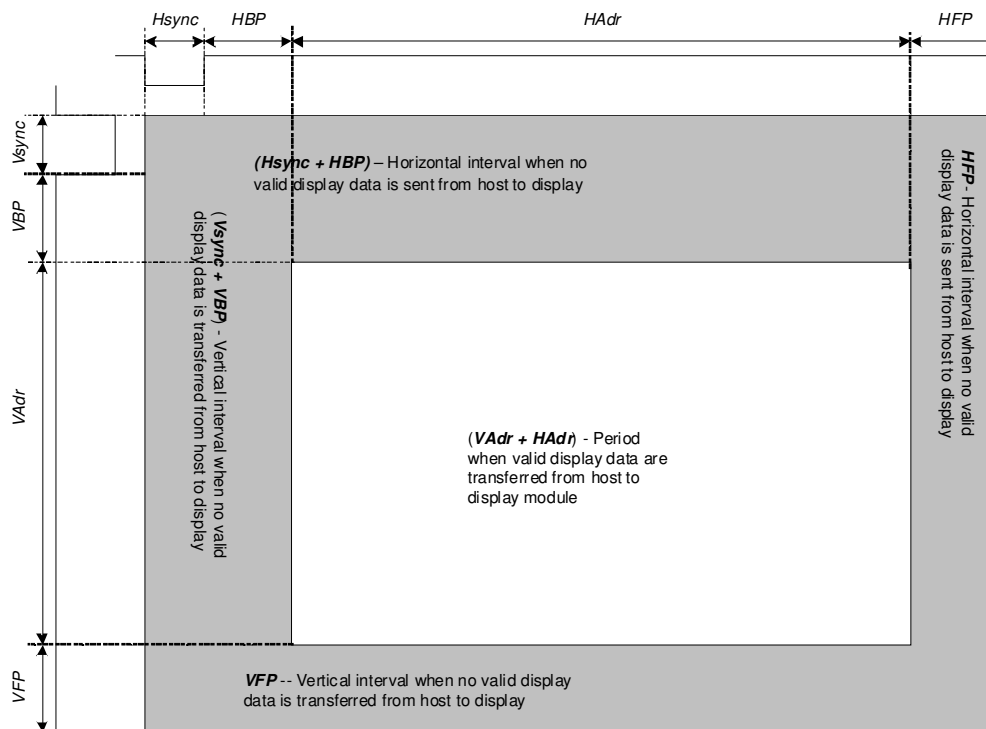 Hsync HBP HAdr HFP
Vsync
VBP
VAdr
VFP
(Hsync + HBP) – Horizontal interval when no
valid display data is sent from host to display
HFP - Horizontal interval when no valid
display data is sent from host to display
(Vsync + VBP) - Vertical interval when no valid
display data is transferred from host to display
(VAdr + HAdr) - Period
when valid display data are
transferred from host to
display module
VFP -- Vertical interval when no valid display
data is transferred from host to display